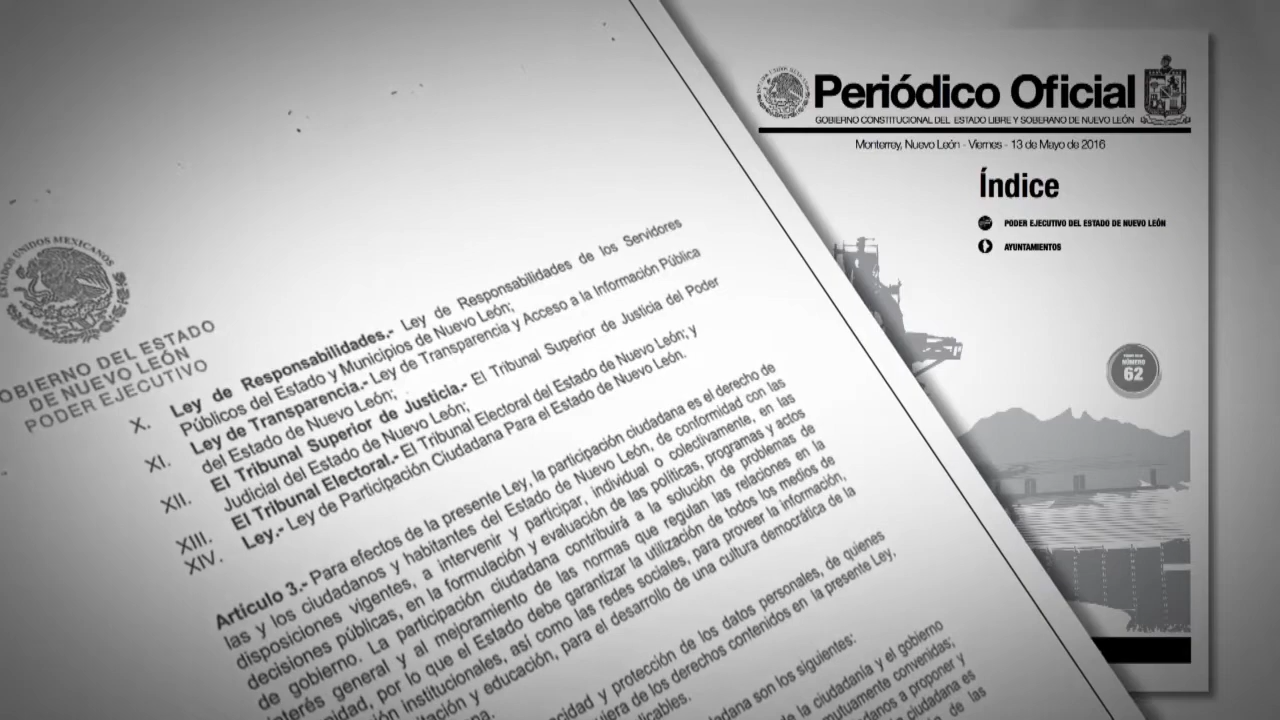 ESTADOS UNIDOS MEXICANOS
OBIERNO DEL ESTADO
DE NUEVO LEÓN
PODER EJECUTIVO
X. Ley de Responsabilidades.- Ley de Responsabilidades de los Servidores
Públicos del Estado y Municipios de Nuevo León;
XI. Ley de Transparencia.- Ley de Transparencia y Acceso a la Información Pública
del Estado de Nuevo León;
XII. El Tribunal Superior de Justicia.- El Tribunal Superior de Justicia del Poder
Judicial del Estado de Nuevo León;
XIII. El Tribunal Electoral.- El Tribunal Electoral del Estado de Nuevo León; y
XIV. Ley.- Ley de Participación Ciudadana Para el Estado de Nuevo León.
Artículo 3.- Para efectos de la presente Ley, la participación ciudadana es el derecho de
las y los ciudadanos y habitantes del Estado de Nuevo León, de conformidad con las
disposiciones vigentes, a intervenir y participar, individual o colectivamente, en las
decisiones públicas, en la formulación y evaluación de las políticas, programas y actos
de gobierno. La participación ciudadana contribuirá a la solución de problemas de
interés general y al mejoramiento de las normas que regulan las relaciones en la
nidad, por lo que el Estado debe garantizar la utilización de todos los medios de
ión institucionales, así como las redes sociales, para proveer la información,
itación y educación, para el desarrollo de una cultura democrática de la
na.
acidad y protección de los datos personales, de quienes
uiera de los derechos contenidos en la presente Ley,
licables.
dadana son los siguientes:
de la ciudadanía y el gobierno
mutuamente convenidas;
danos a proponer y
ciudadana es
de las
Periódico Oficial
GOBIERNO CONSTITUCIONAL DEL ESTADO LIBRE Y SOBERANO DE NUEVO LEÓN
Monterrey, Nuevo León - Viernes - 13 de Mayo de 2016
Índice
PODER EJECUTIVO DEL ESTADO DE NUEVO LEÓN
AYUNTAMIENTOS
NÚMERO
62